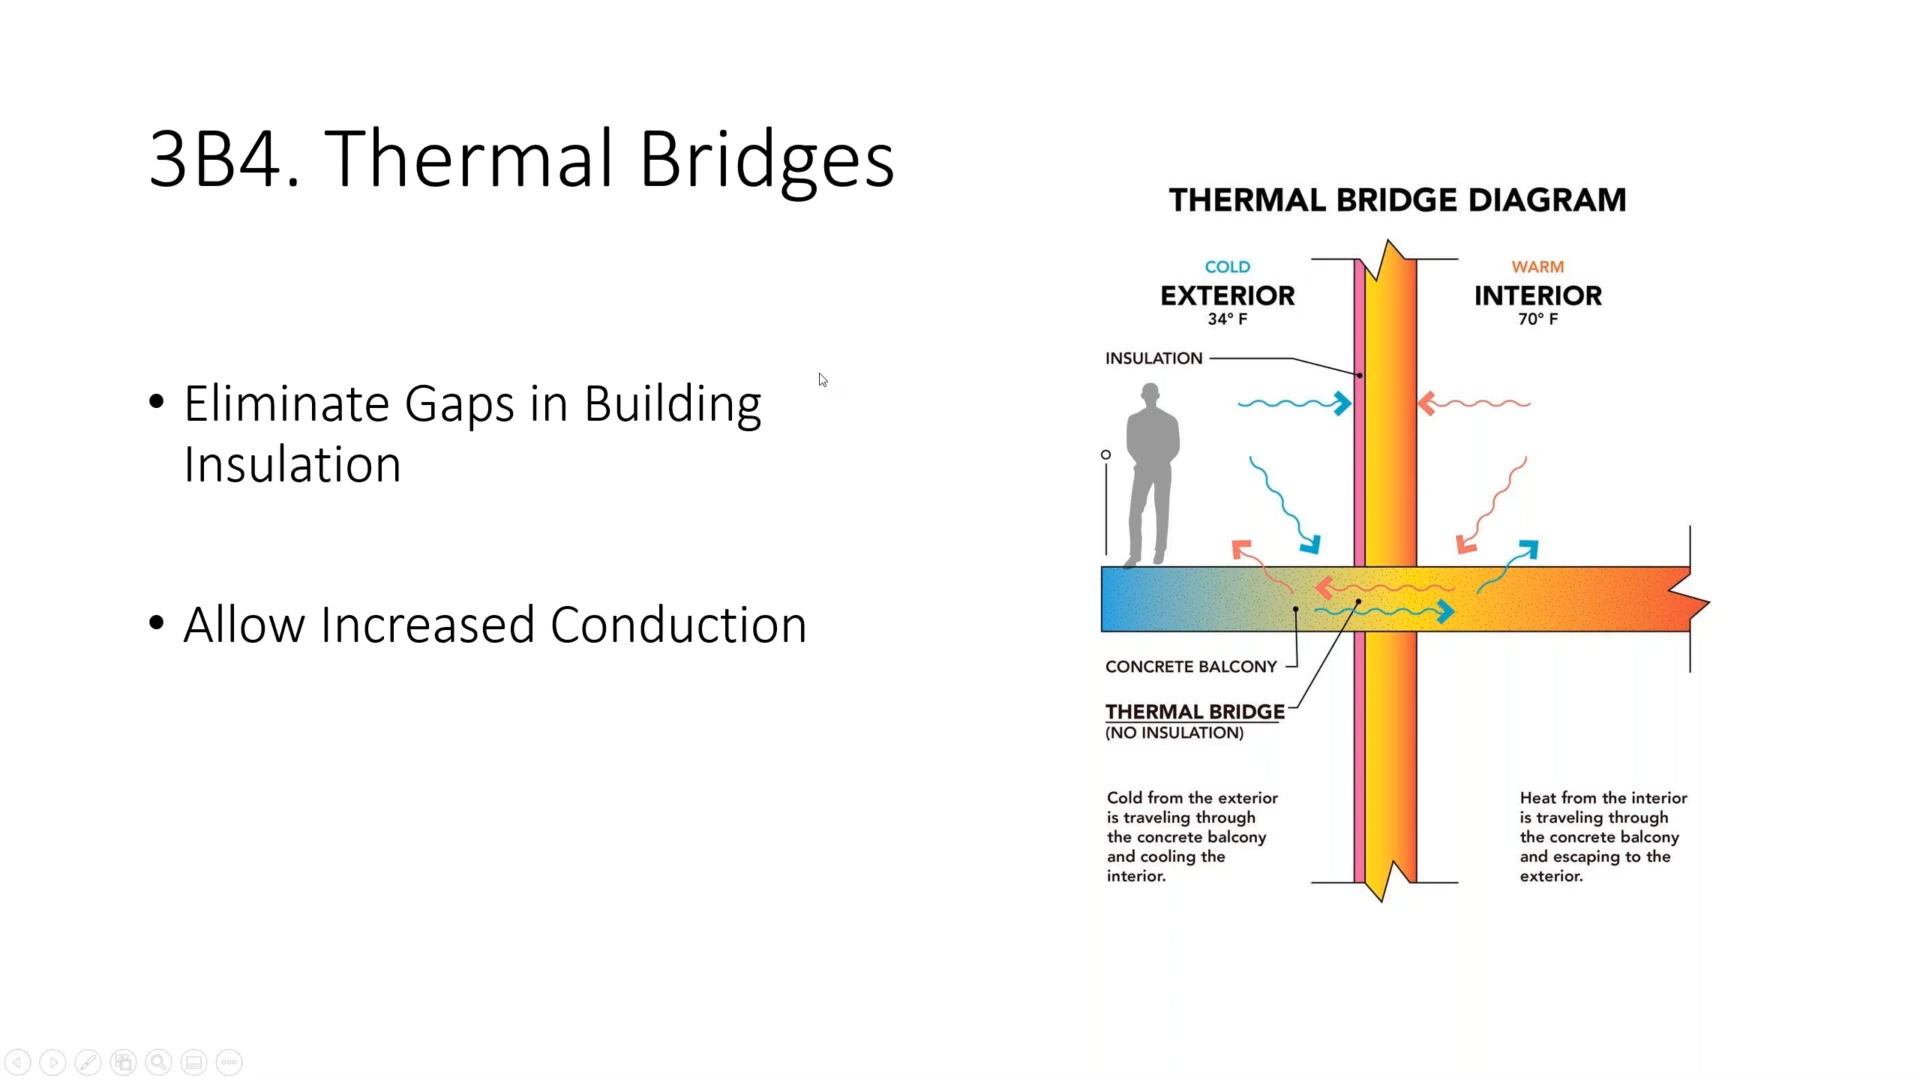 3B4. Thermal Bridges
• Eliminate Gaps in Building
Insulation
• Allow Increased Conduction
THERMAL BRIDGE DIAGRAM
COLD
EXTERIOR
34° F
WARM
INTERIOR
70° F
INSULATION
CONCRETE BALCONY
THERMAL BRIDGE
(NO INSULATION)
Cold from the exterior
is traveling through
the concrete balcony
and cooling the
interior.
Heat from the interior
is traveling through
the concrete balcony
and escaping to the
exterior.